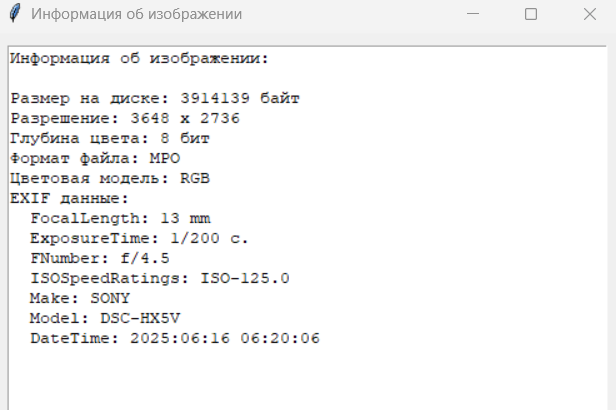 Информация об изображении
Информация об изображении:
Размер на диске: 3914139 байт
Разрешение: 3648 x 2736
Глубина цвета: 8 бит
Формат файла: MPO
Цветовая модель: RGB
EXIF данные:
FocalLength: 13 mm
ExposureTime: 1/200 с.
FNumber: f/4.5
ISOSpeedRatings: ISO-125.0
Make: SONY
Model: DSC-HX5V
DateTime: 2025:06:16 06:20:06